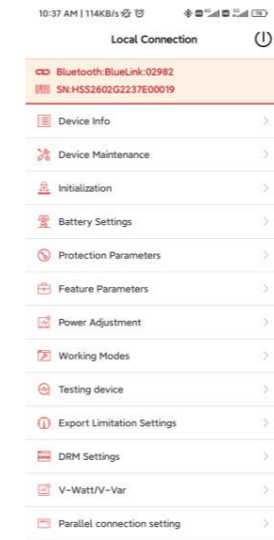 10:37 AM | 114KB/s
Local Connection
Bluetooth:BlueLink:02982
SN:HSS2602G2237E00019
Device Info
Device Maintenance
Initialization
Battery Settings
Protection Parameters
Feature Parameters
Power Adjustment
Working Modes
Testing device
Export Limitation Settings
DRM Settings
V-Watt/V-Var
Parallel connection setting